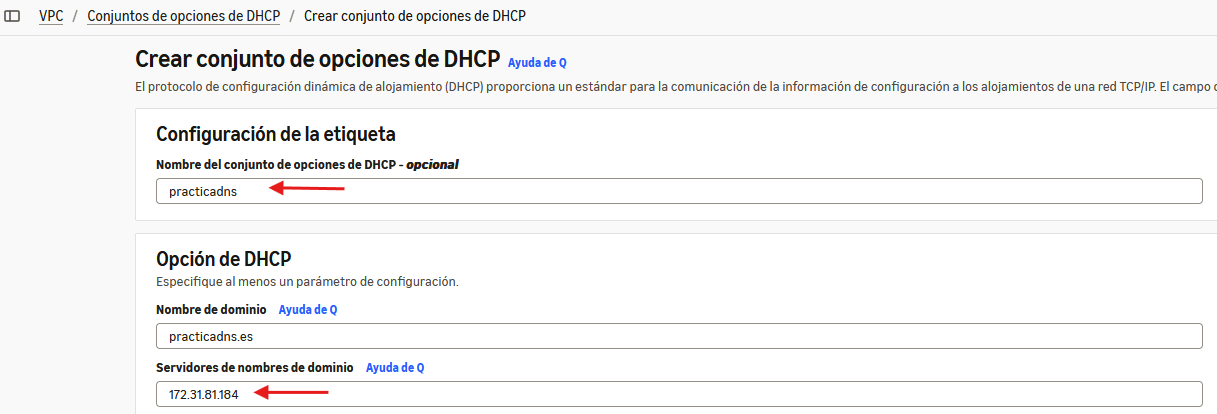 VPC / Conjuntos de opciones de DHCP / Crear conjunto de opciones de DHCP
Crear conjunto de opciones de DHCP Ayuda de Q
El protocolo de configuración dinámica de alojamiento (DHCP) proporciona un estándar para la comunicación de la información de configuración a los alojamientos de una red TCP/IP. El campo
Configuración de la etiqueta
Nombre del conjunto de opciones de DHCP - opcional
practicadns
Opción de DHCP
Especifique al menos un parámetro de configuración.
Nombre de dominio Ayuda de Q
practicadns.es
Servidores de nombres de dominio Ayuda de Q
172.31.81.184